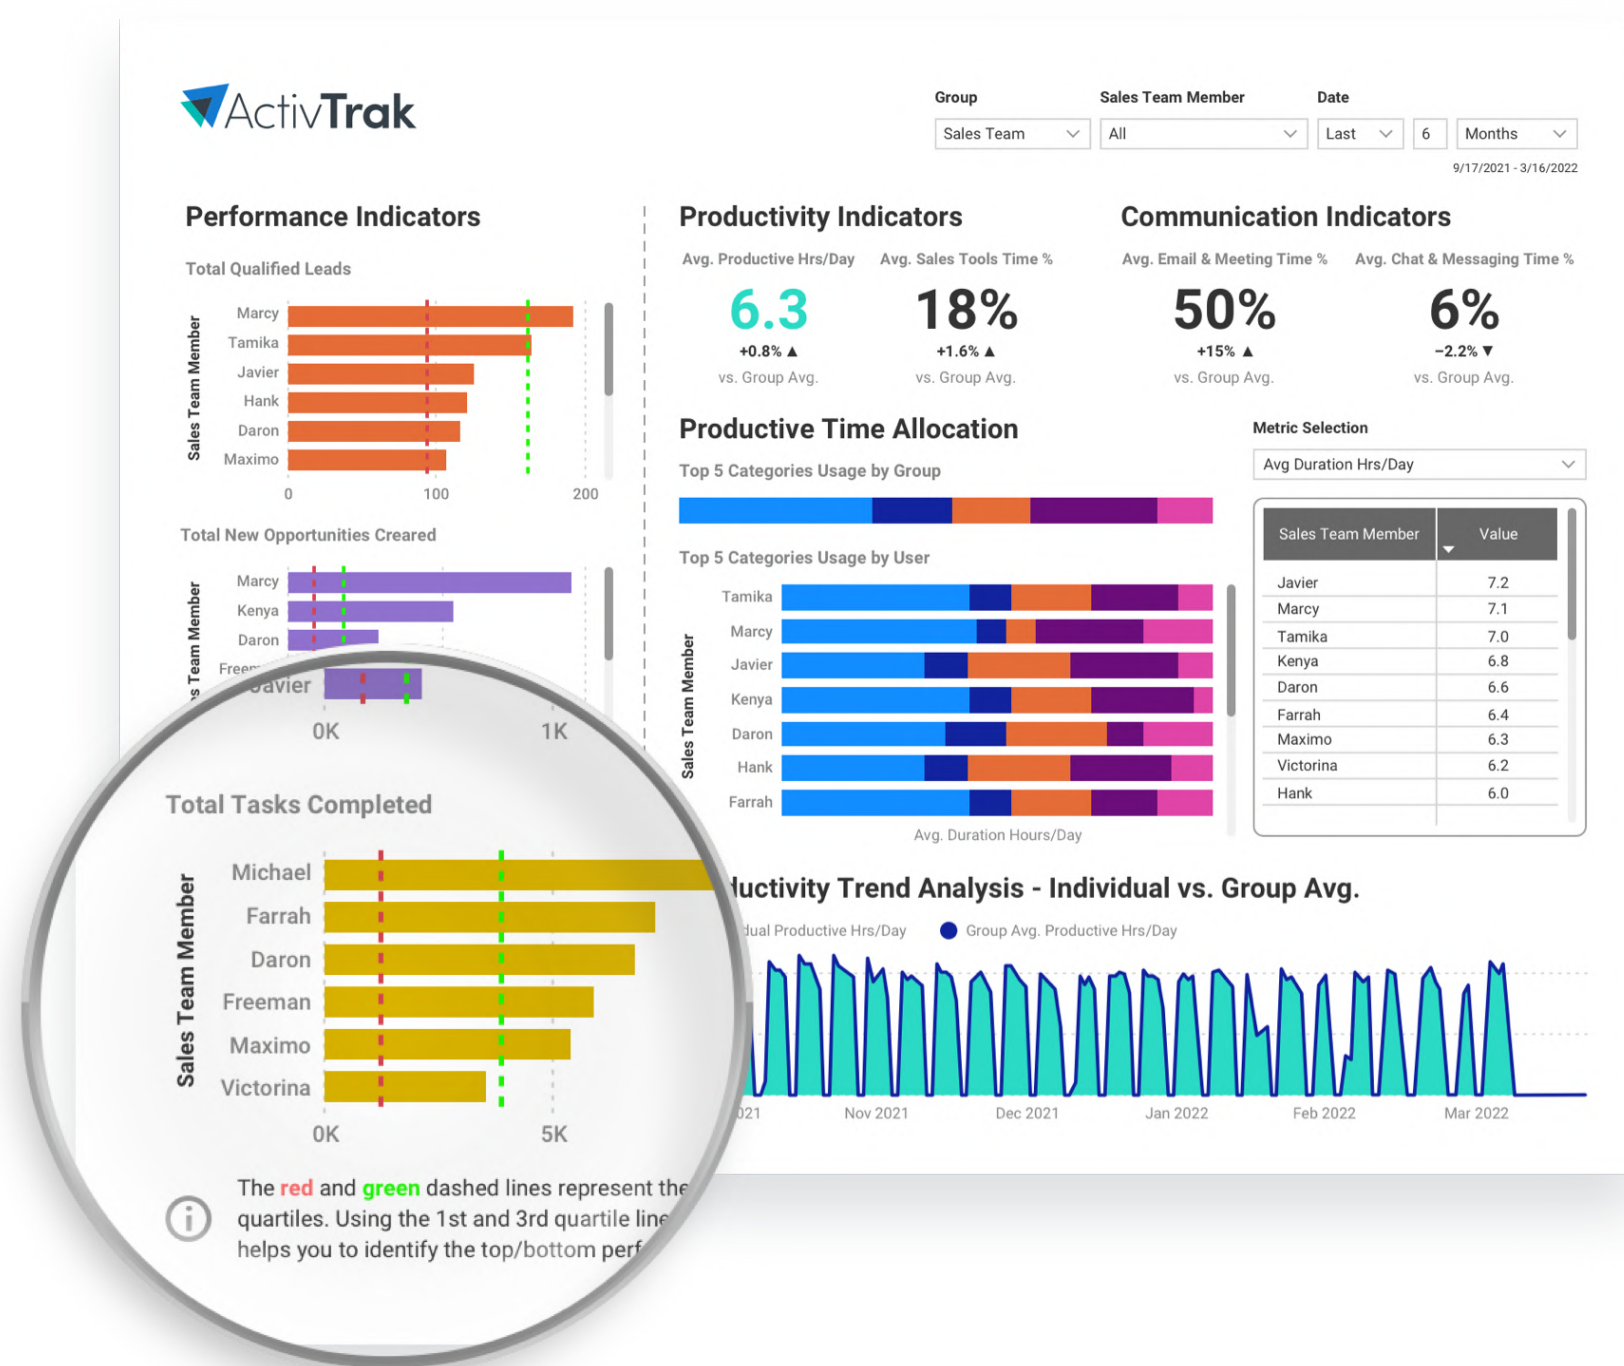 ActivTrak
Group
Sales Team Member
Date
Sales Team
All
Last
6
Months
9/17/2021 - 3/16/2022
Performance Indicators
Total Qualified Leads
Sales Team Member
Marcy
Tamika
Javier
Hank
Daron
Maximo
0
100
200
Total New Opportunities Creared
Marcy
Kenya
Daron
Javier
0K
1K
Total Tasks Completed
Sales Team Member
Michael
Farrah
Daron
Freeman
Maximo
Victorina
0K
5K
The red and green dashed lines represent the
quartiles. Using the 1st and 3rd quartile line
helps you to identify the top/bottom perf
Productivity Indicators
Avg. Productive Hrs/Day
6.3
+0.8% ▲
vs. Group Avg.
Avg. Sales Tools Time %
18%
+1.6% ▲
vs. Group Avg.
Communication Indicators
Avg. Email & Meeting Time %
50%
+15% ▲
vs. Group Avg.
Avg. Chat & Messaging Time %
6%
−2.2% ▼
vs. Group Avg.
Productive Time Allocation
Top 5 Categories Usage by Group
Top 5 Categories Usage by User
Sales Team Member
Tamika
Marcy
Javier
Kenya
Daron
Hank
Farrah
Avg. Duration Hours/Day
Metric Selection
Avg Duration Hrs/Day
Sales Team Member Value
Javier 7.2
Marcy 7.1
Tamika 7.0
Kenya 6.8
Daron 6.6
Farrah 6.4
Maximo 6.3
Victorina 6.2
Hank 6.0
ductivity Trend Analysis - Individual vs. Group Avg.
dual Productive Hrs/Day
Group Avg. Productive Hrs/Day
021
Nov 2021
Dec 2021
Jan 2022
Feb 2022
Mar 2022